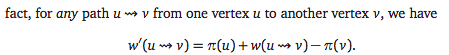 fact, for any path u ⇝ v from one vertex u to another vertex v, we have
w′(u ⇝ v) = π(u) + w(u ⇝ v) − π(v).